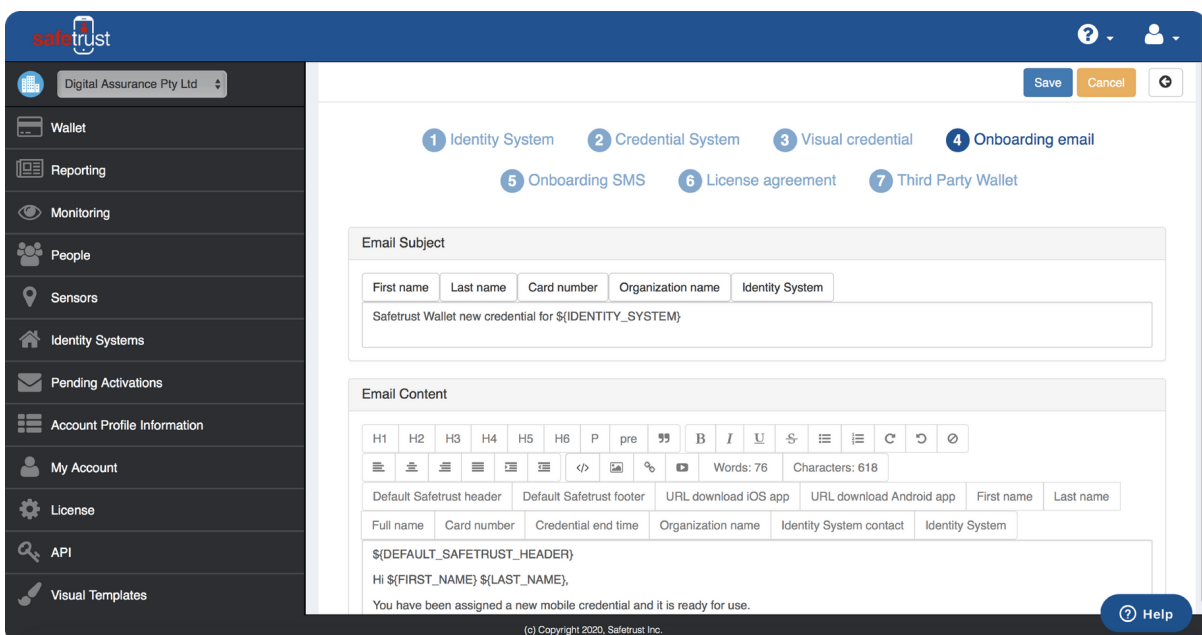 safetrust
Digital Assurance Pty Ltd
Save
Cancel
Wallet
Reporting
Monitoring
People
Sensors
Identity Systems
Pending Activations
Account Profile Information
My Account
License
API
Visual Templates
1 Identity System
2 Credential System
3 Visual credential
4 Onboarding email
5 Onboarding SMS
6 License agreement
7 Third Party Wallet
Email Subject
First name Last name Card number Organization name Identity System
Safetrust Wallet new credential for ${IDENTITY_SYSTEM}
Email Content
H1 H2 H3 H4 H5 H6 P pre B I U S
Words: 76 Characters: 618
Default Safetrust header Default Safetrust footer URL download iOS app URL download Android app First name Last name
Full name Card number Credential end time Organization name Identity System contact Identity System
${DEFAULT_SAFETRUST_HEADER}
Hi ${FIRST_NAME} ${LAST_NAME},
You have been assigned a new mobile credential and it is ready for use.
Help
(c) Copyright 2020, Safetrust Inc.